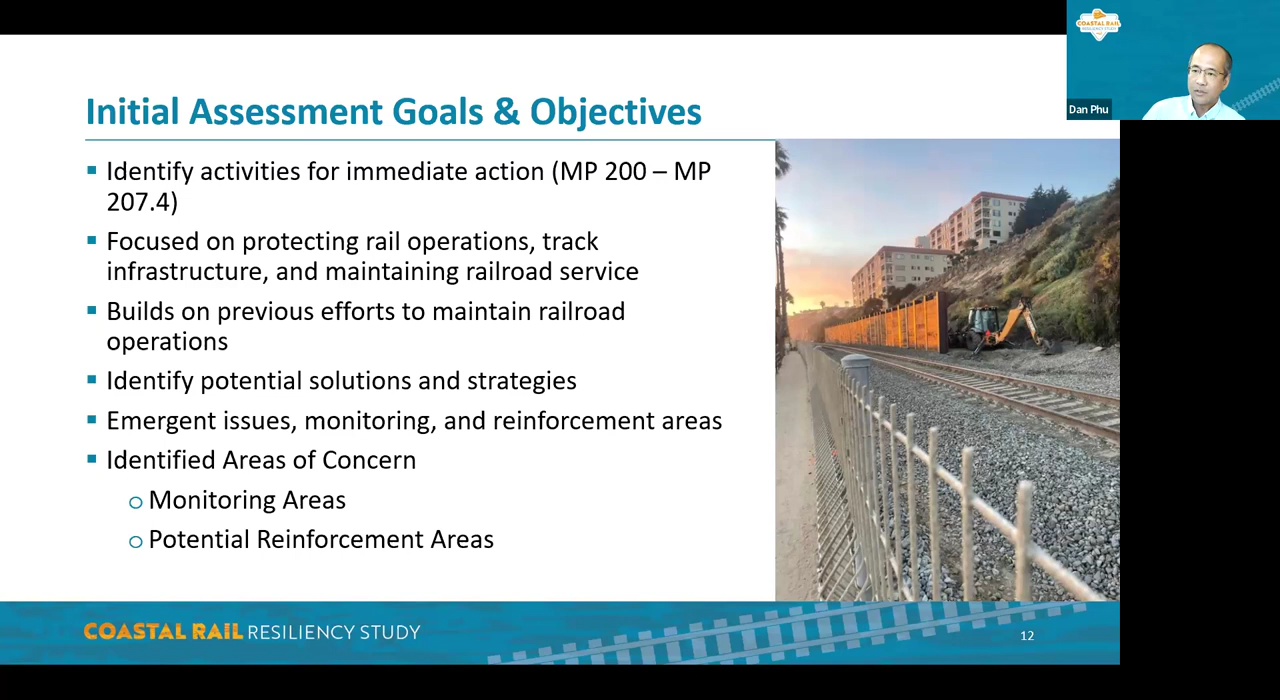 COASTAL RAIL
RESILIENCY STUDY
Dan Phu
Initial Assessment Goals & Objectives
▪ Identify activities for immediate action (MP 200 – MP
207.4)
▪ Focused on protecting rail operations, track
infrastructure, and maintaining railroad service
▪ Builds on previous efforts to maintain railroad
operations
▪ Identify potential solutions and strategies
▪ Emergent issues, monitoring, and reinforcement areas
▪ Identified Areas of Concern
o Monitoring Areas
o Potential Reinforcement Areas
COASTAL RAIL RESILIENCY STUDY
12